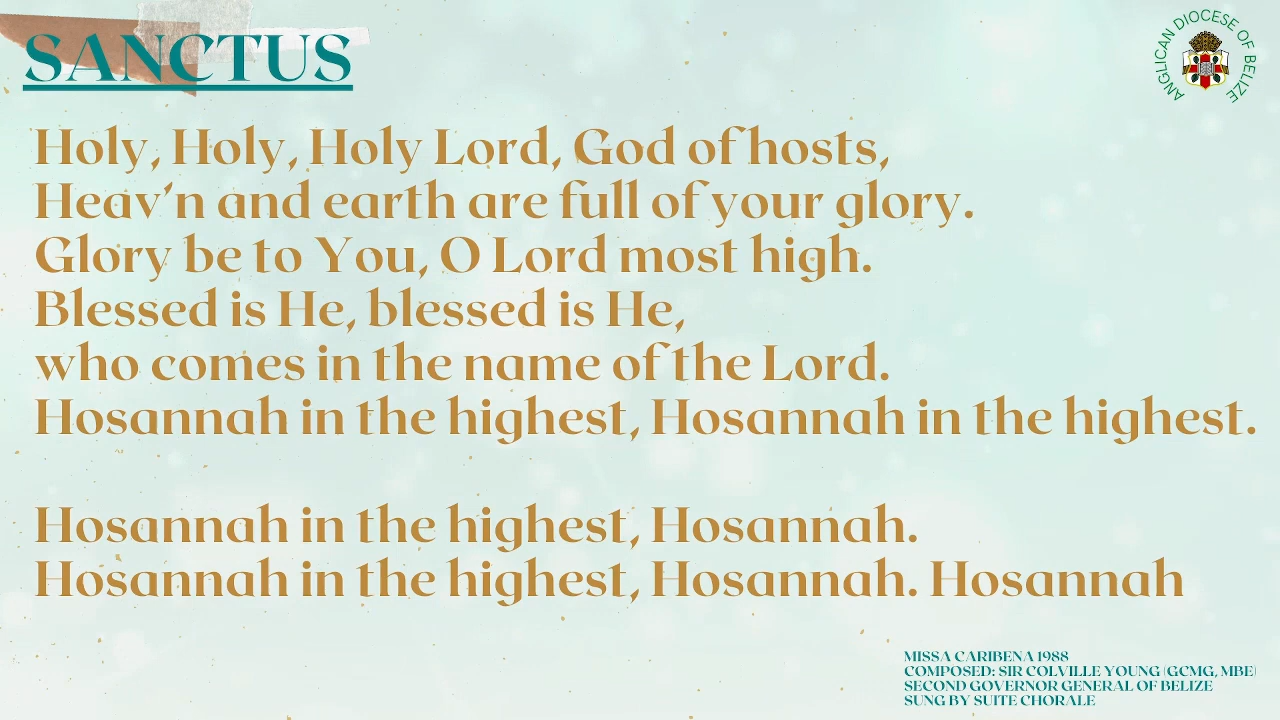 SANCTUS
ANGLICAN DIOCESE OF BELIZE
Holy, Holy, Holy Lord, God of hosts,
Heav'n and earth are full of your glory.
Glory be to You, O Lord most high.
Blessed is He, blessed is He,
who comes in the name of the Lord.
Hosannah in the highest, Hosannah in the highest.
Hosannah in the highest, Hosannah.
Hosannah in the highest, Hosannah. Hosannah
MISSA CARIBENA 1988
COMPOSED: SIR COLVILLE YOUNG (GCMG, MBE)
SECOND GOVERNOR GENERAL OF BELIZE
SUNG BY SUITE CHORALE